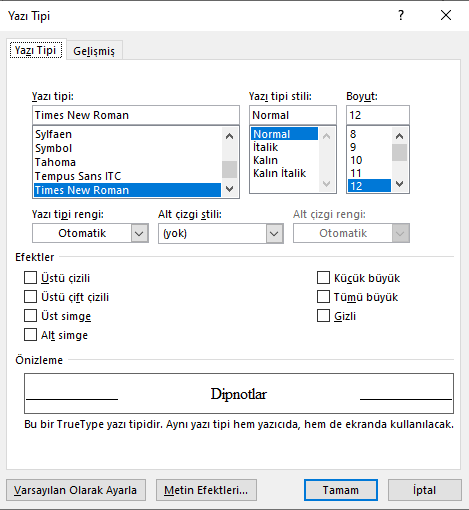 Yazı Tipi
?
Yazı Tipi
Gelişmiş
Yazı tipi:
Yazı tipi stili:
Boyut:
Times New Roman
Normal
12
Sylfaen
Symbol
Tahoma
Tempus Sans ITC
Times New Roman
Normal
İtalik
Kalın
Kalın İtalik
8
9
10
11
12
Yazı tipi rengi:
Alt çizgi stili:
Alt çizgi rengi:
Otomatik
(yok)
Otomatik
Efektler
Üstü çizili
Küçük büyük
Üstü çift çizili
Tümü büyük
Üst simge
Gizli
Alt simge
Önizleme
Dipnotlar
Bu bir TrueType yazı tipidir. Aynı yazı tipi hem yazıcıda, hem de ekranda kullanılacak.
Varsayılan Olarak Ayarla
Metin Efektleri...
Tamam
İptal